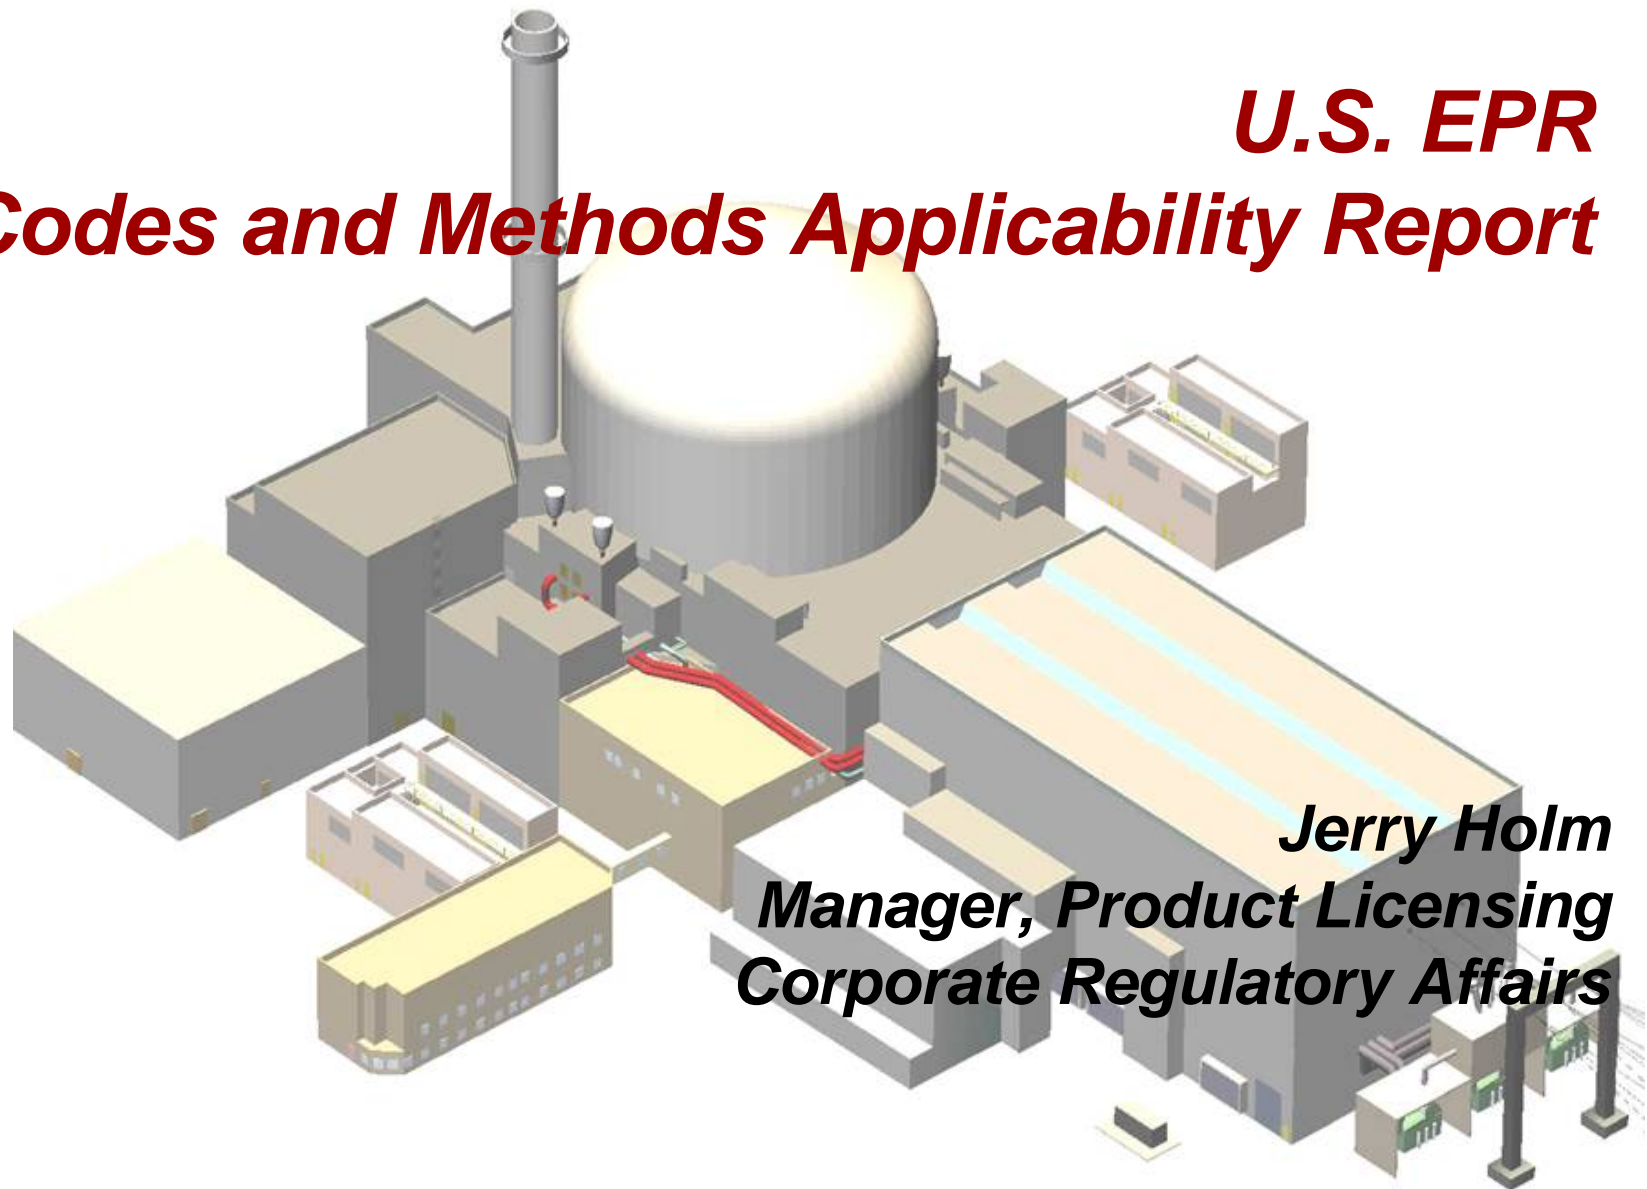 U.S. EPR
Codes and Methods Applicability Report
Jerry Holm
Manager, Product Licensing
Corporate Regulatory Affairs